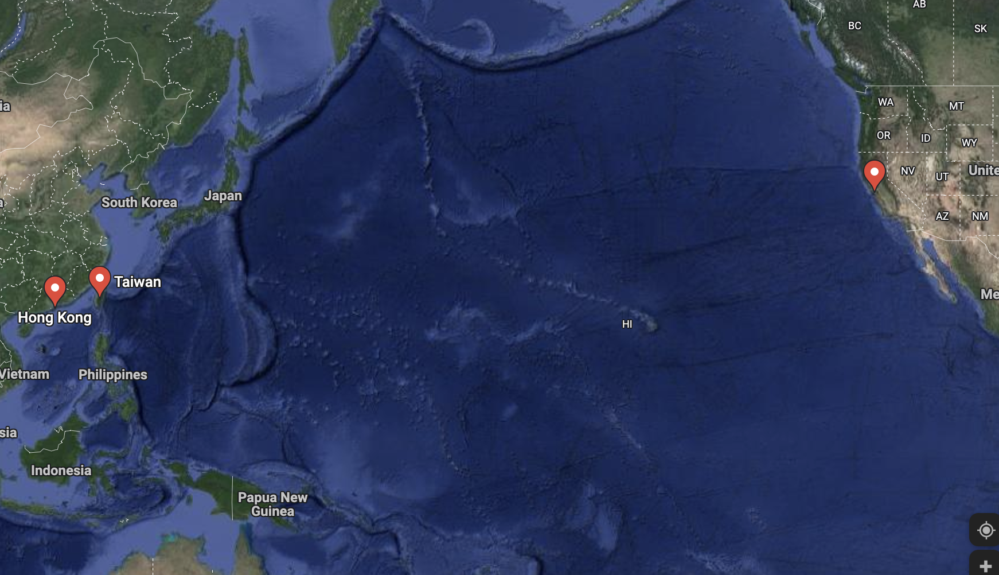 AB
BC
SK
ia
WA
MT
OR
ID
WY
NV
Unite
UT
Japan
South Korea
a
AZ
NM
Taiwan
Me
Hong Kong
HI
Vietnam
Philippines
sia
Indonesia
Papua New
Guinea